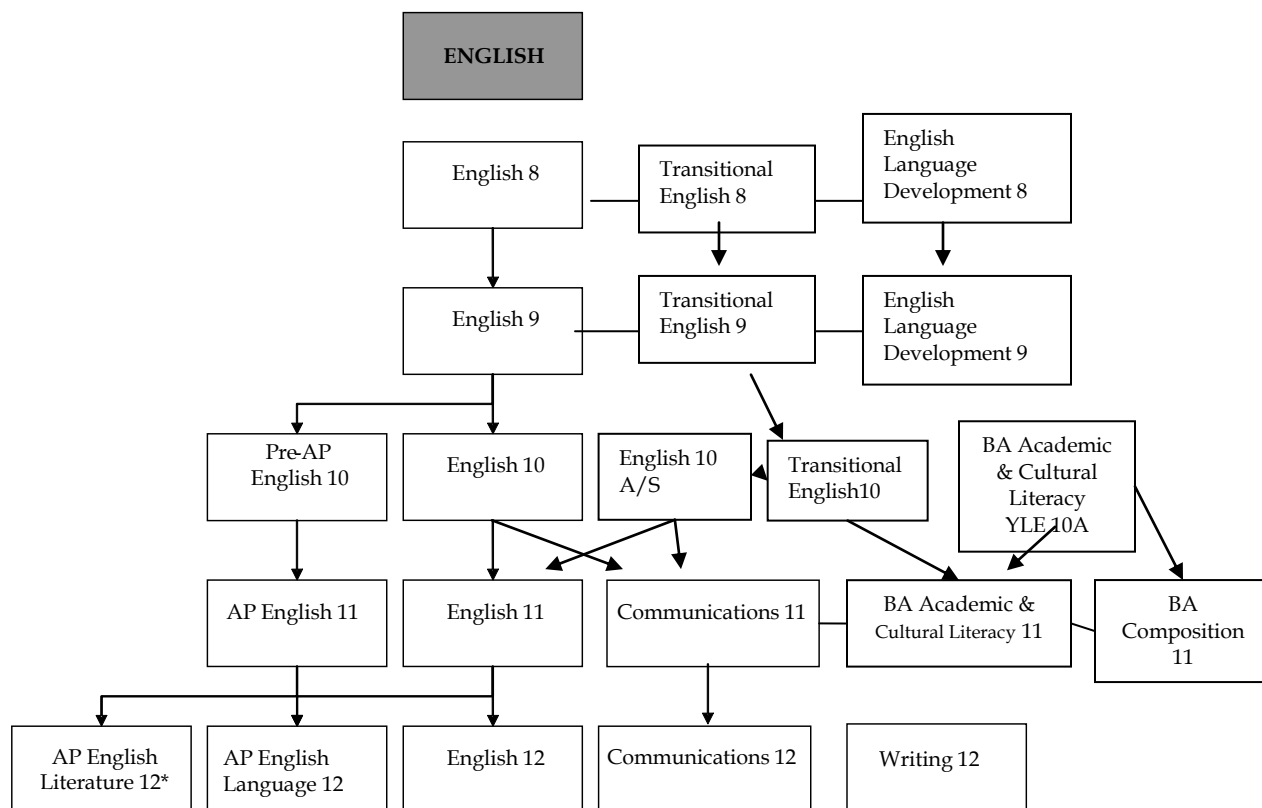 ENGLISH
English 8
Transitional
English 8
English
Language
Development 8
English 9
Transitional
English 9
English
Language
Development 9
Pre-AP
English 10
English 10
English 10
A/S
Transitional
English10
BA Academic
& Cultural
Literacy
YLE 10A
AP English 11
English 11
Communications 11
BA Academic &
Cultural Literacy 11
BA
Composition
11
AP English
Literature 12*
AP English
Language 12
English 12
Communications 12
Writing 12